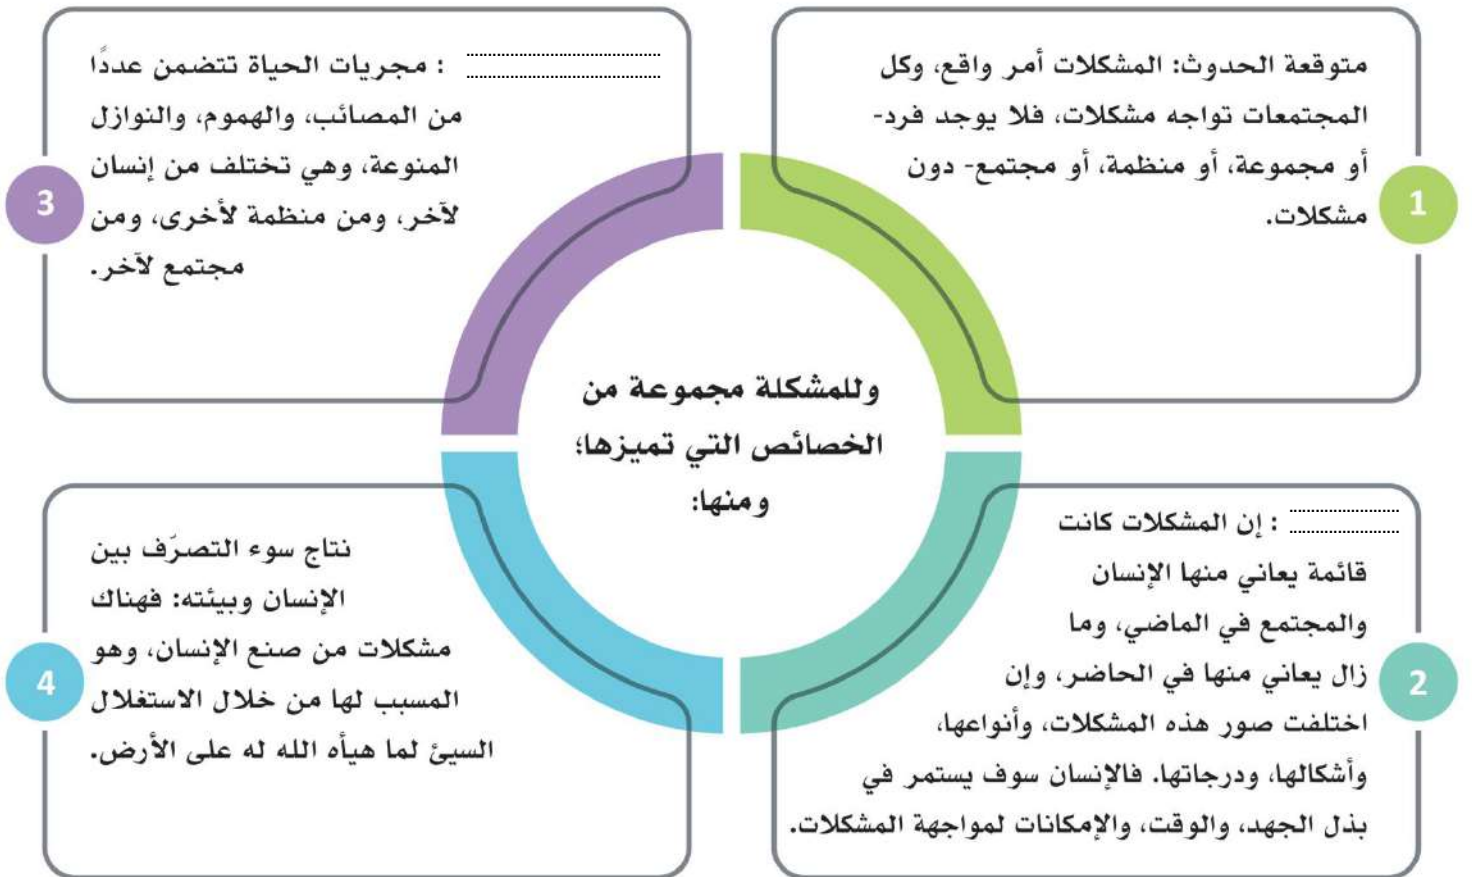 وللمشكلة مجموعة من
الخصائص التي تميزها؛
ومنها:
1
متوقعة الحدوث: المشكلات أمر واقع، وكل
المجتمعات تواجه مشكلات، فلا يوجد فرد-
أو مجموعة، أو منظمة، أو مجتمع- دون
مشكلات.
2
: إن المشكلات كانت
قائمة يعاني منها الإنسان
والمجتمع في الماضي، وما
زال يعاني منها في الحاضر، وإن
اختلفت صور هذه المشكلات، وأنواعها،
وأشكالها، ودرجاتها. فالإنسان سوف يستمر في
بذل الجهد، والوقت، والإمكانات لمواجهة المشكلات.
3
: مجريات الحياة تتضمن عددًا
من المصائب، والهموم، والنوازل
المنوعة، وهي تختلف من إنسان
لآخر، ومن منظمة لأخرى، ومن
مجتمع لآخر.
4
نتاج سوء التصرّف بين
الإنسان وبيئته: فهناك
مشكلات من صنع الإنسان، وهو
المسبب لها من خلال الاستغلال
السيئ لما هيأه الله له على الأرض.